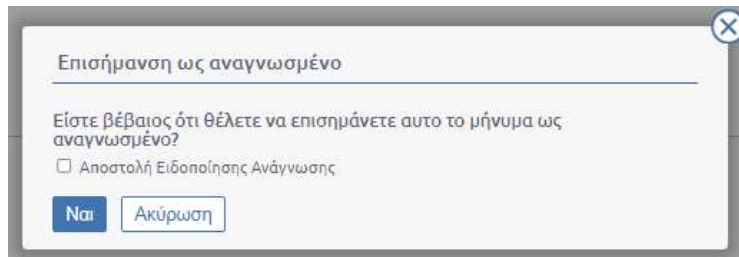 Επισήμανση ως αναγνωσμένο
Είστε βέβαιος ότι θέλετε να επισημάνετε αυτο το μήνυμα ως
αναγνωσμένο?
Αποστολή Ειδοποίησης Ανάγνωσης
Ναι Ακύρωση